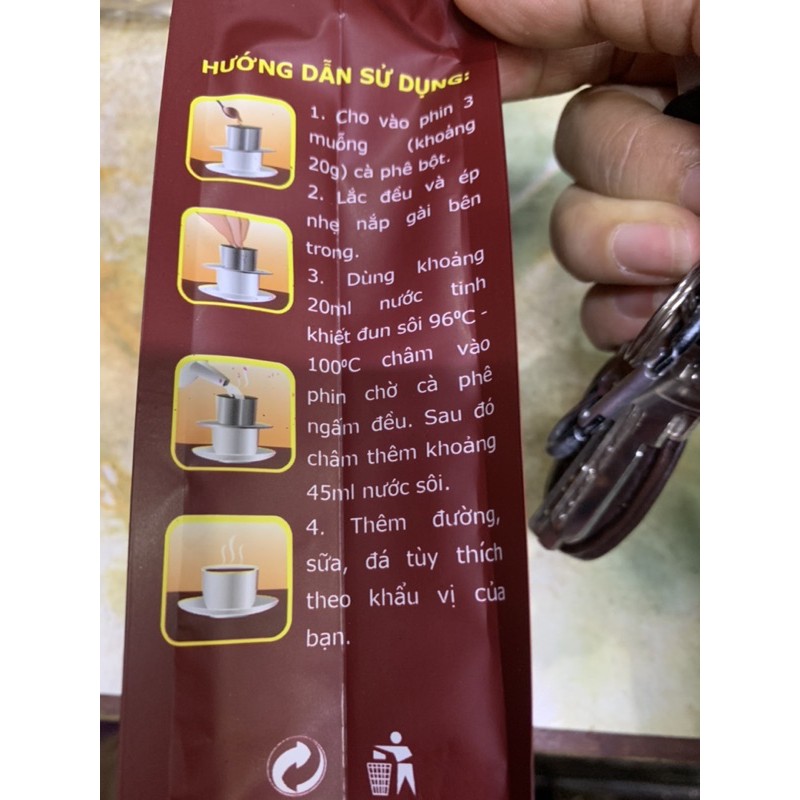 HƯỚNG DẪN SỬ DỤNG:
1. Cho vào phin 3
muỗng (khoảng
20g) cà phê bột.
2. Lắc đều và ép
nhẹ nắp gài bên
trong.
3. Dùng khoảng
20ml nước tinh
khiết đun sôi 96ºC -
100ºC châm vào
phin chờ cà phê
ngấm đều. Sau đó
châm thêm khoảng
45ml nước sôi.
4. Thêm đường,
sữa, đá tùy thích
theo khẩu vị của
bạn.